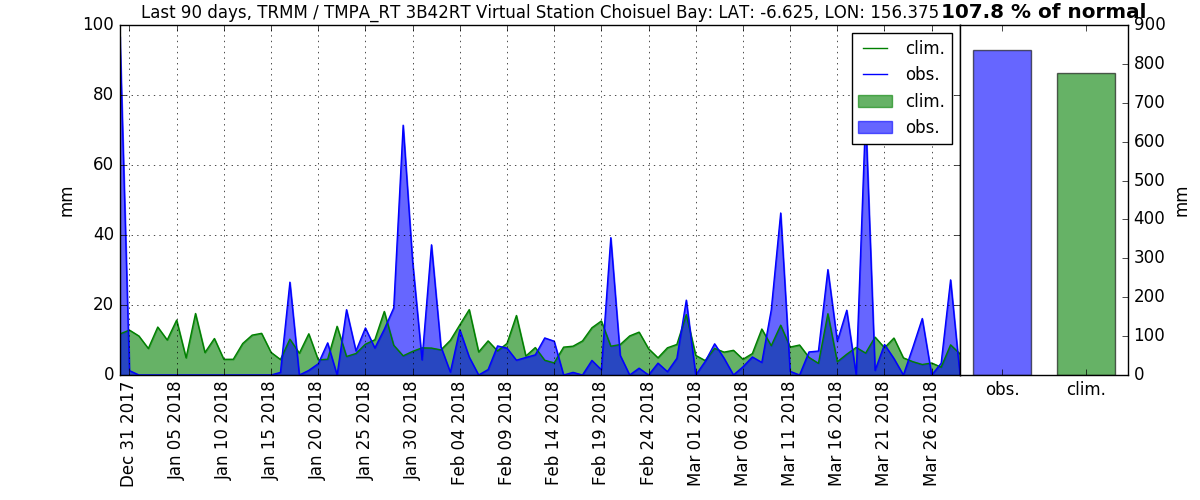 Last 90 days, TRMM / TMPA_RT 3B42RT Virtual Station Choisuel Bay: LAT: -6.625, LON: 156.375 107.8 % of normal
100
80
60
40
20
0
mm
clim.
obs.
clim.
obs.
Dec 31 2017
Jan 05 2018
Jan 10 2018
Jan 15 2018
Jan 20 2018
Jan 25 2018
Jan 30 2018
Feb 04 2018
Feb 09 2018
Feb 14 2018
Feb 19 2018
Feb 24 2018
Mar 01 2018
Mar 06 2018
Mar 11 2018
Mar 16 2018
Mar 21 2018
Mar 26 2018
900
800
700
600
500
400
300
200
100
0
mm
obs. clim.